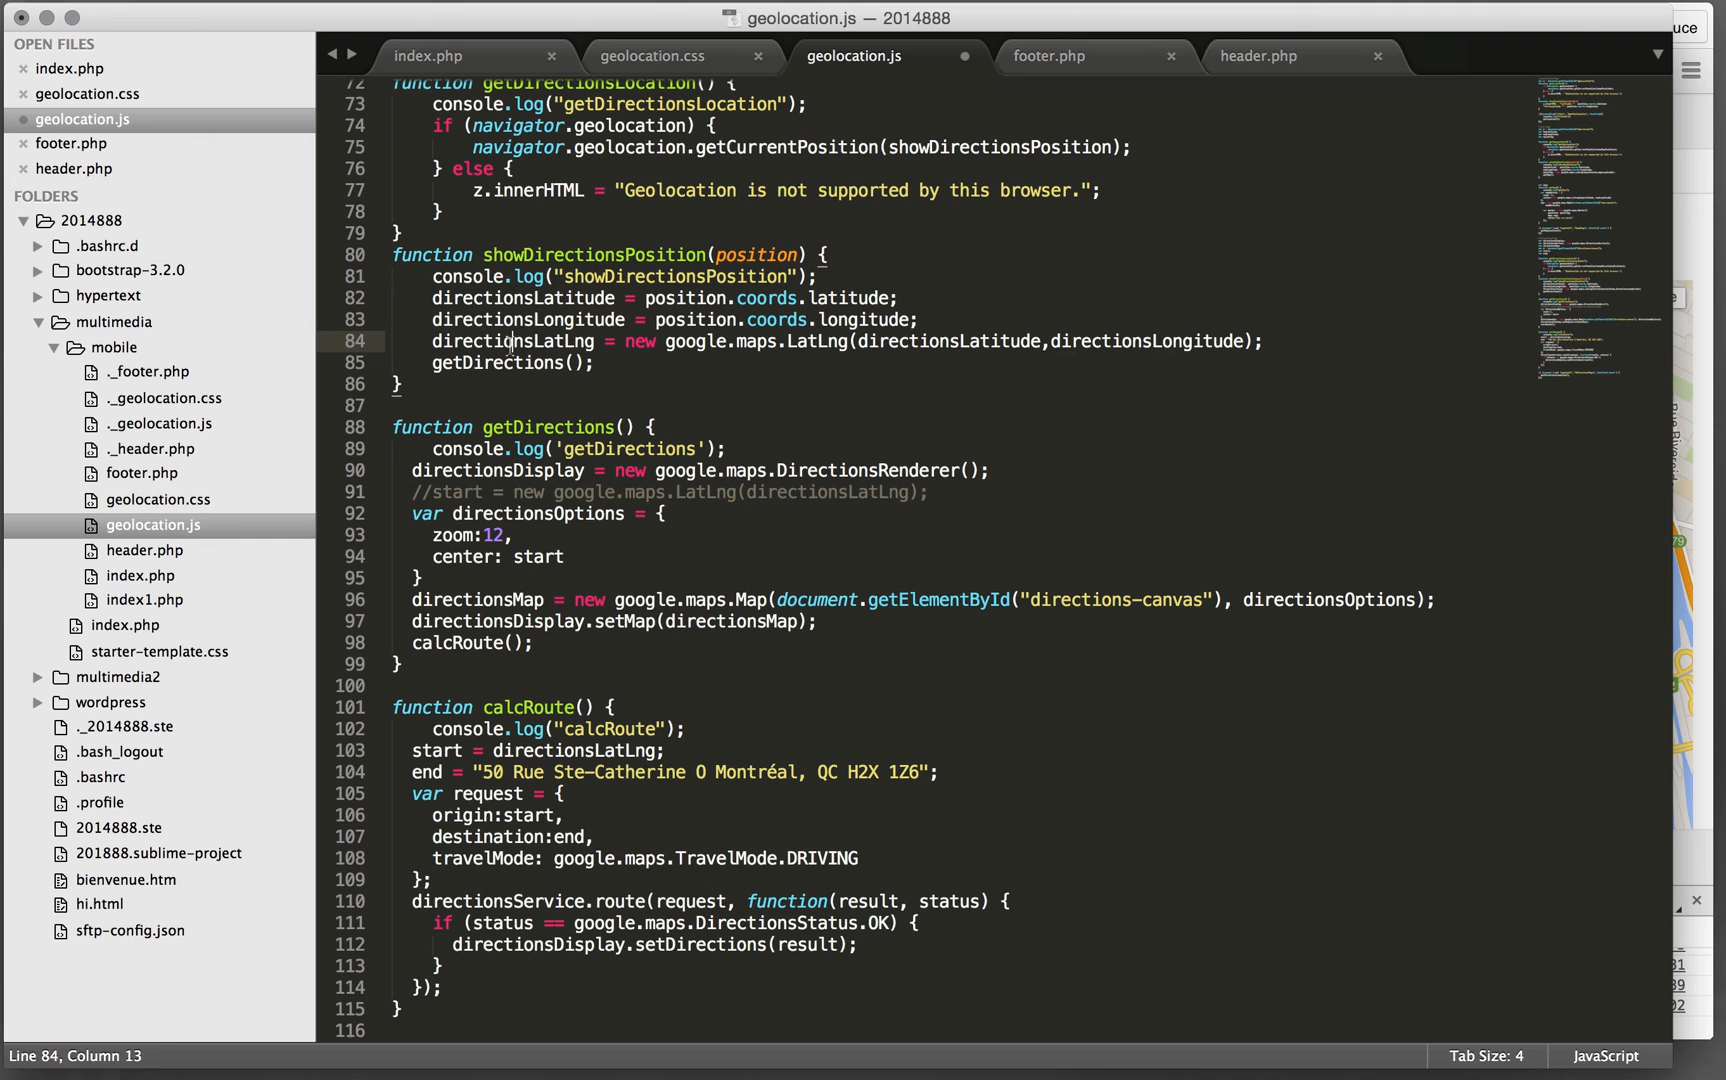 geolocation.js — 2014888
uce
OPEN FILES
index.php
geolocation.css
geolocation.js
footer.php
header.php
FOLDERS
2014888
.bashrc.d
bootstrap-3.2.0
hypertext
multimedia
mobile
._footer.php
._geolocation.css
._geolocation.js
._header.php
footer.php
geolocation.css
geolocation.js
header.php
index.php
index1.php
index.php
starter-template.css
multimedia2
wordpress
._2014888.ste
.bash_logout
.bashrc
.profile
2014888.ste
201888.sublime-project
bienvenue.htm
hi.html
sftp-config.json
index.php
geolocation.css
geolocation.js
footer.php
header.php
72 function getDirectionsLocation() {
73 console.log("getDirectionsLocation");
74 if (navigator.geolocation) {
75 navigator.geolocation.getCurrentPosition(showDirectionsPosition);
76 } else {
77 z.innerHTML = "Geolocation is not supported by this browser.";
78 }
79 }
80 function showDirectionsPosition(position) {
81 console.log("showDirectionsPosition");
82 directionsLatitude = position.coords.latitude;
83 directionsLongitude = position.coords.longitude;
84 directionsLatLng = new google.maps.LatLng(directionsLatitude,directionsLongitude);
85 getDirections();
86 }
87
88 function getDirections() {
89 console.log('getDirections');
90 directionsDisplay = new google.maps.DirectionsRenderer();
91 //start = new google.maps.LatLng(directionsLatLng);
92 var directionsOptions = {
93 zoom:12,
94 center: start
95 }
96 directionsMap = new google.maps.Map(document.getElementById("directions-canvas"), directionsOptions);
97 directionsDisplay.setMap(directionsMap);
98 calcRoute();
99 }
100
101 function calcRoute() {
102 console.log("calcRoute");
103 start = directionsLatLng;
104 end = "50 Rue Ste-Catherine O Montréal, QC H2X 1Z6";
105 var request = {
106 origin:start,
107 destination:end,
108 travelMode: google.maps.TravelMode.DRIVING
109 };
110 directionsService.route(request, function(result, status) {
111 if (status == google.maps.DirectionsStatus.OK) {
112 directionsDisplay.setDirections(result);
113 }
114 });
115 }
116
Line 84, Column 13
Tab Size: 4
JavaScript